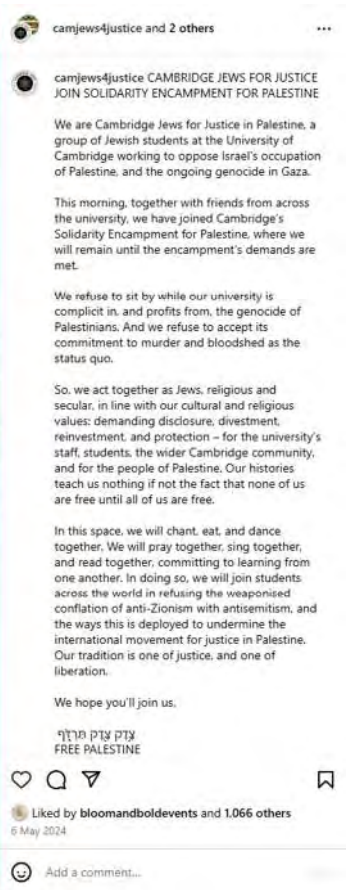 camjews4justice and 2 others
camjews4justice CAMBRIDGE JEWS FOR JUSTICE
JOIN SOLIDARITY ENCAMPMENT FOR PALESTINE
We are Cambridge Jews for Justice in Palestine, a
group of Jewish students at the University of
Cambridge working to oppose Israel's occupation
of Palestine, and the ongoing genocide in Gaza.
This morning, together with friends from across
the university, we have joined Cambridge's
Solidarity Encampment for Palestine, where we
will remain until the encampment's demands are
met.
We refuse to sit by while our university is
complicit in, and profits from, the genocide of
Palestinians. And we refuse to accept its
commitment to murder and bloodshed as the
status quo.
So, we act together as Jews, religious and
secular, in line with our cultural and religious
values: demanding disclosure, divestment,
reinvestment, and protection – for the university's
staff, students, the wider Cambridge community,
and for the people of Palestine. Our histories
teach us nothing if not the fact that none of us
are free until all of us are free.
In this space, we will chant, eat, and dance
together. We will pray together, sing together,
and read together, committing to learning from
one another. In doing so, we will join students
across the world in refusing the weaponised
conflation of anti-Zionism with antisemitism, and
the ways this is deployed to undermine the
international movement for justice in Palestine.
Our tradition is one of justice, and one of
liberation.
We hope you'll join us,
צֶדֶק צֶדֶק תִּרְדֹּף
FREE PALESTINE
Liked by bloomandboldevents and 1,066 others
6 May 2024
Add a comment...